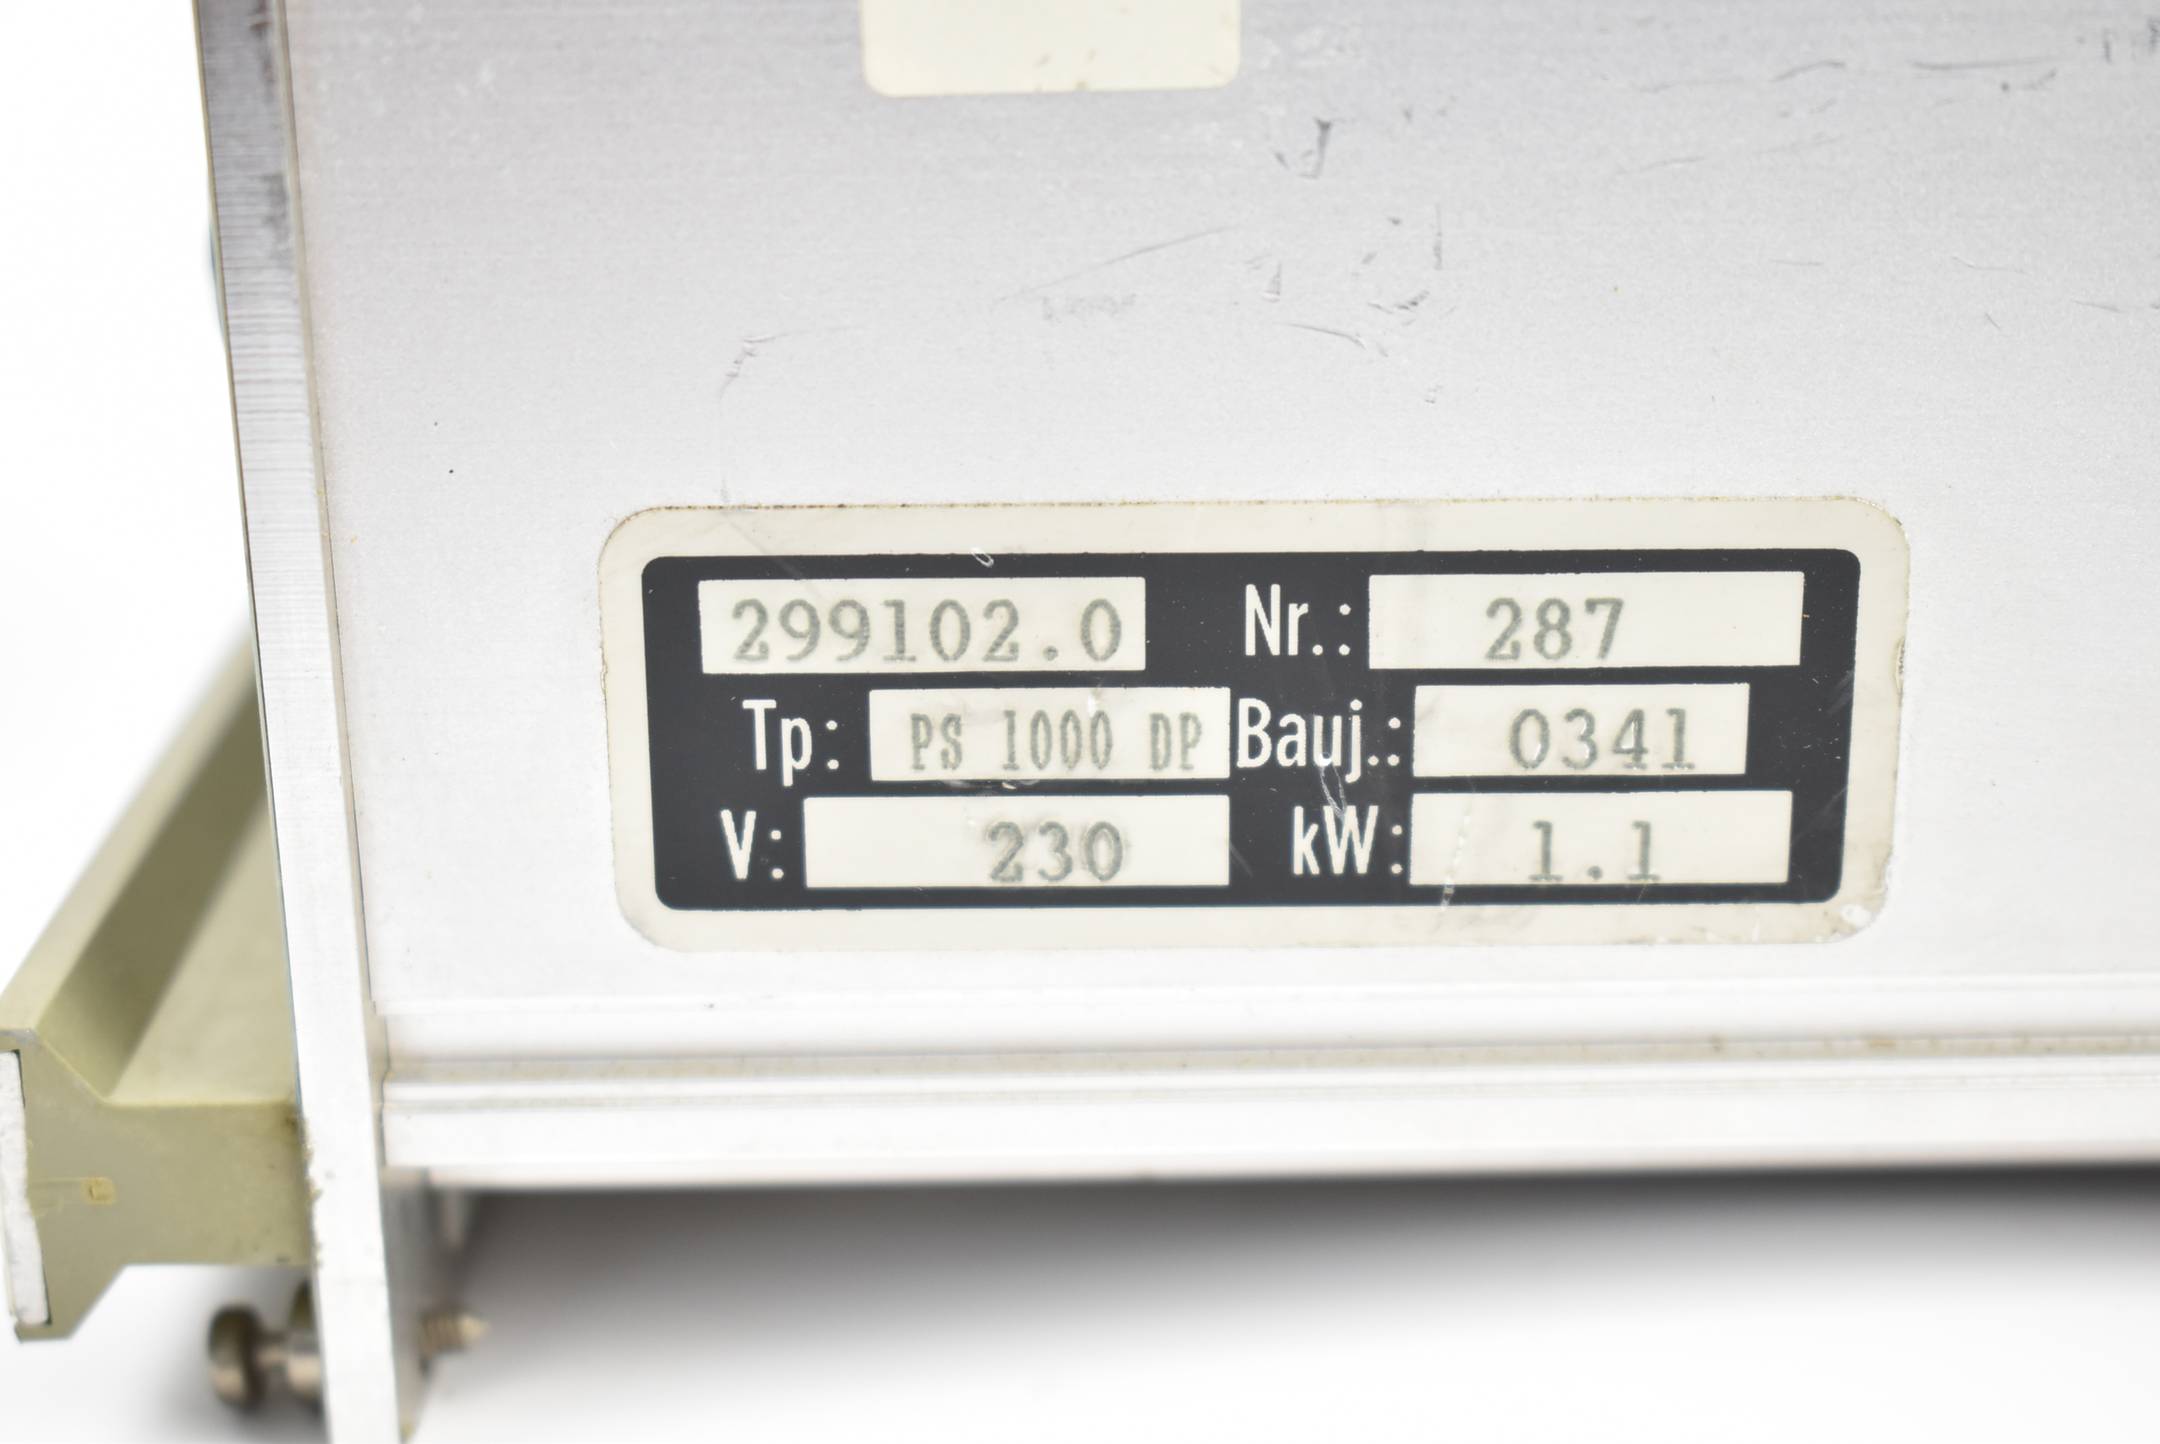 299102.0 Nr.: 287
Tp: PS 1000 DP Bauj.: 0341
V: 230 kW: 1.1